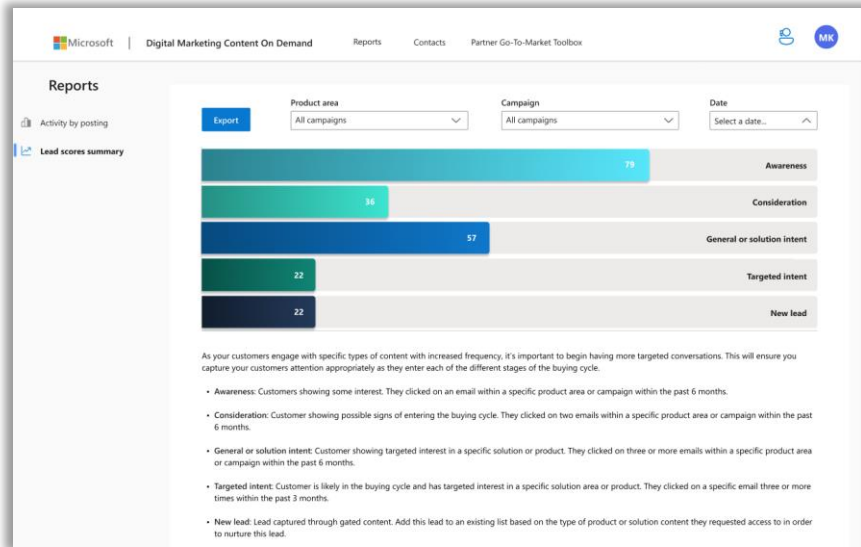 Microsoft | Digital Marketing Content On Demand Reports Contacts Partner Go-To-Market Toolbox MK
Reports
Activity by posting
Lead scores summary
Product area Campaign Date
Export All campaigns All campaigns Select a date...
79 Awareness
36 Consideration
57 General or solution intent
22 Targeted intent
22 New lead
As your customers engage with specific types of content with increased frequency, it's important to begin having more targeted conversations. This will ensure you
capture your customers attention appropriately as they enter each of the different stages of the buying cycle.
• Awareness: Customers showing some interest. They clicked on an email within a specific product area or campaign within the past 6 months.
• Consideration: Customer showing possible signs of entering the buying cycle. They clicked on two emails within a specific product area or campaign within the past
6 months.
• General or solution intent: Customer showing targeted interest in a specific solution or product. They clicked on three or more emails within a specific product area
or campaign within the past 6 months.
• Targeted intent: Customer is likely in the buying cycle and has targeted interest in a specific solution area or product. They clicked on a specific email three or more
times within the past 3 months.
• New lead: Lead captured through gated content. Add this lead to an existing list based on the type of product or solution content they requested access to in order
to nurture this lead.